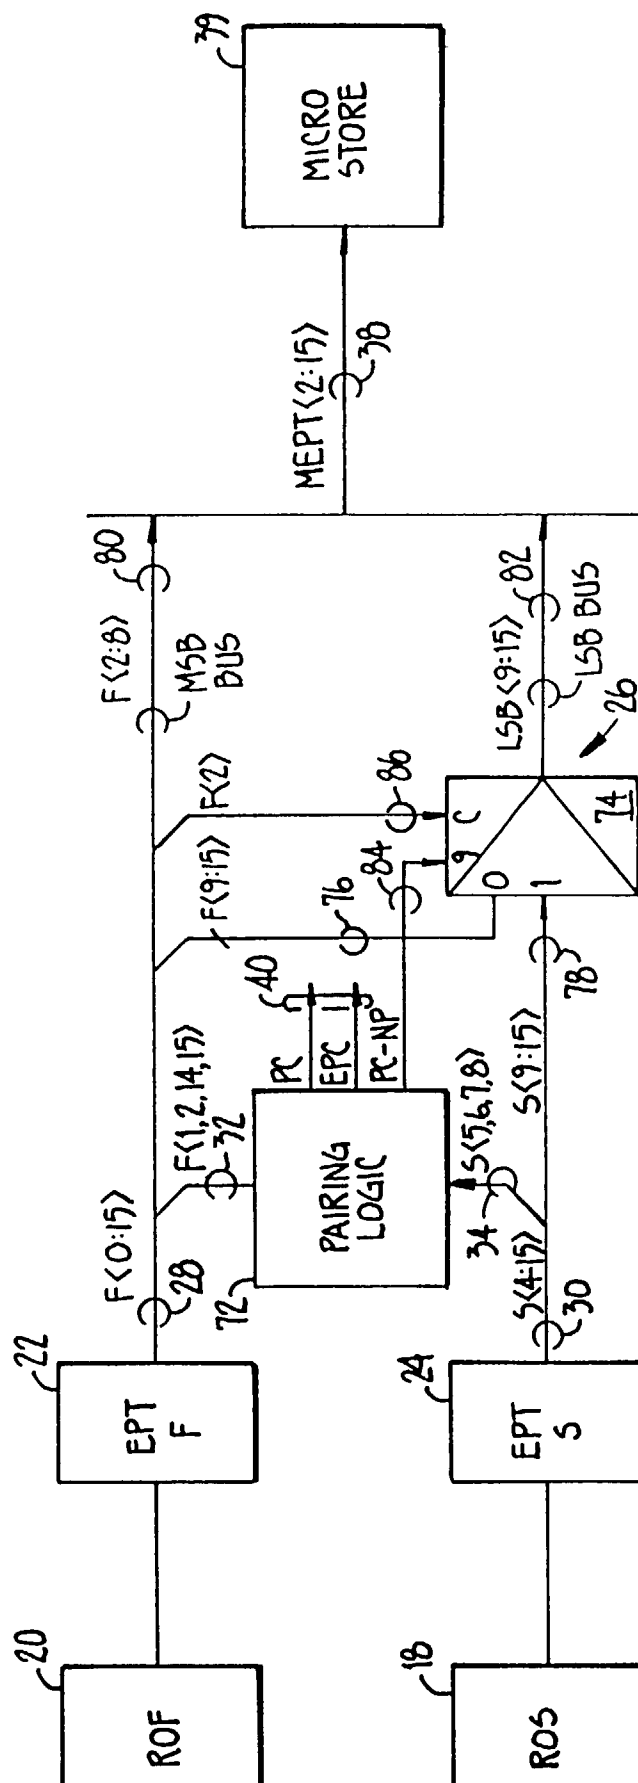 20
ROF
22
EPT
F
F<0:15>
28
F<1,2,14,15>
32
72
PAIRING
LOGIC
PC
EPC
PC-NP
40
F<9:15>
76
F<2>
86
84
F<2:8>
80
MSB
BUS
18
ROS
24
EPT
S
S<4:15>
30
34
S<5,6,7,8>
S<9:15>
78
0
1
g
C
74
26
LSB<9:15>
82
LSB BUS
MEPT<2:15>
38
39
MICRO
STORE